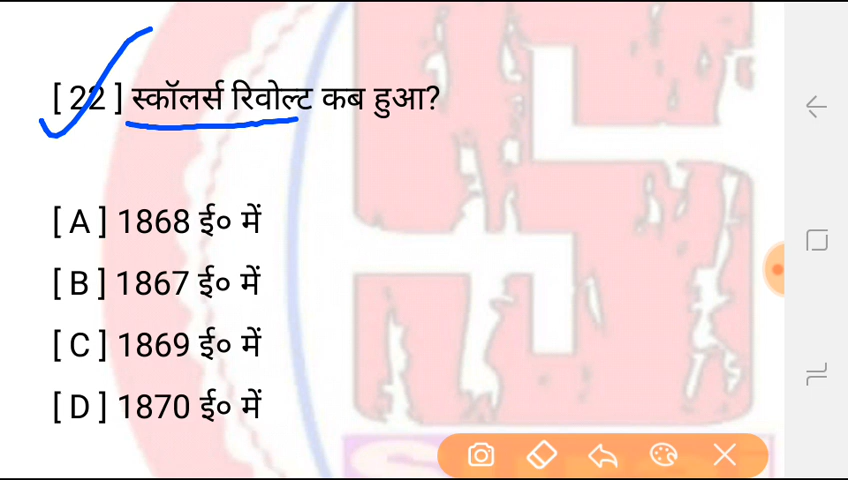 [ 22 ] स्कॉलर्स रिवोल्ट कब हुआ?
[ A ] 1868 ई० में
[ B ] 1867 ई० में
[ C ] 1869 ई० में
[ D ] 1870 ई० में